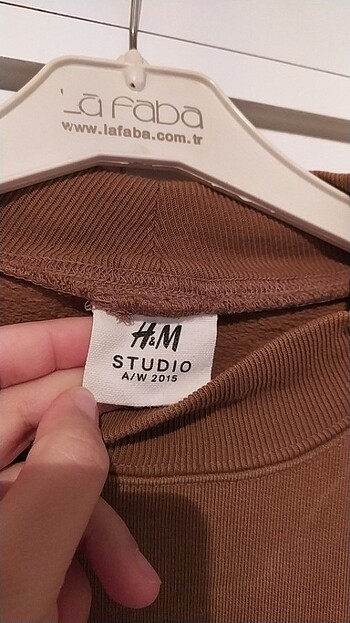 La faba
www.lafaba.com.tr
H&M
STUDIO
A/W 2015